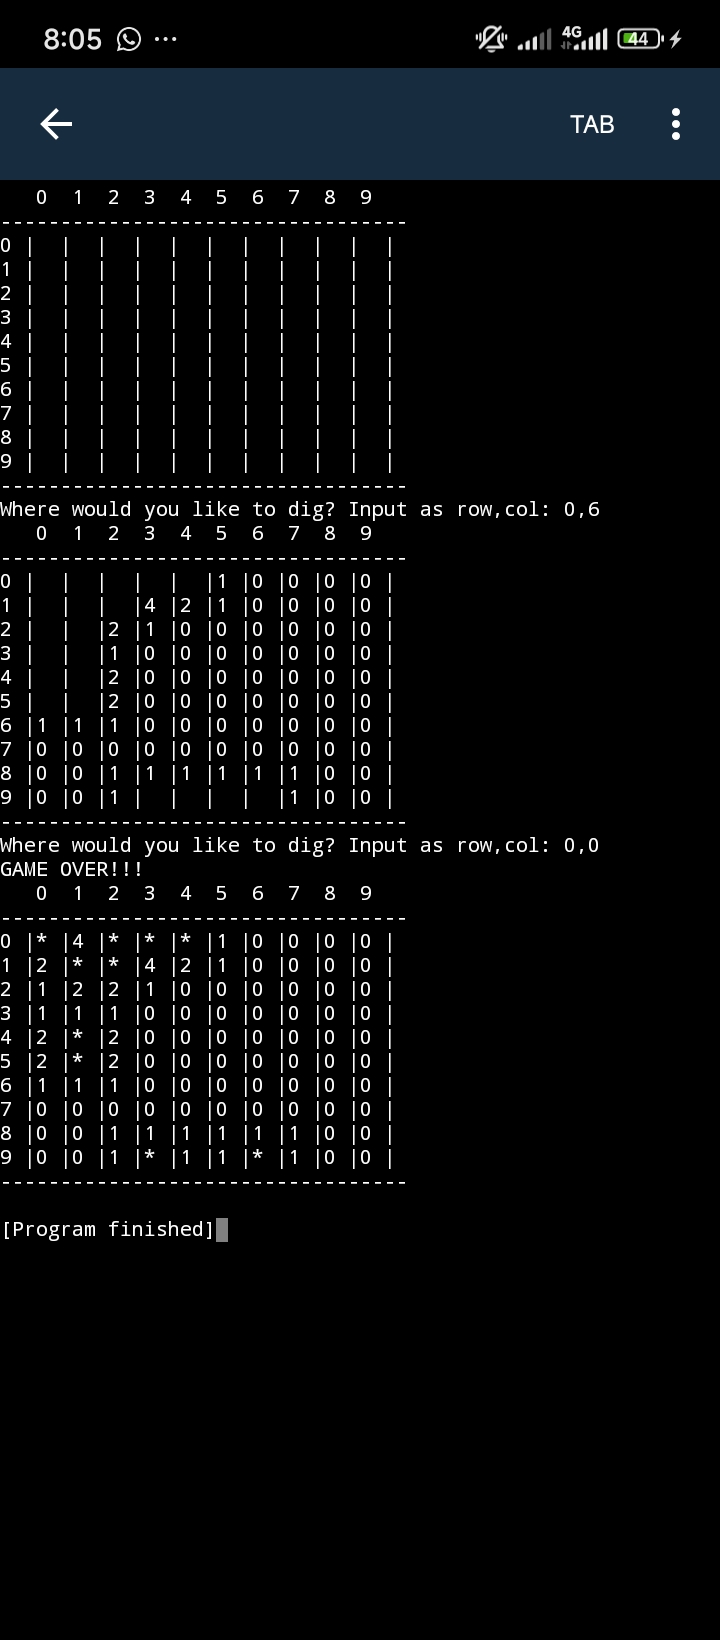 8:05 ... 4G 44
TAB
   0  1  2  3  4  5  6  7  8  9
----------------------------------
0 |  |  |  |  |  |  |  |  |  |  |
1 |  |  |  |  |  |  |  |  |  |  |
2 |  |  |  |  |  |  |  |  |  |  |
3 |  |  |  |  |  |  |  |  |  |  |
4 |  |  |  |  |  |  |  |  |  |  |
5 |  |  |  |  |  |  |  |  |  |  |
6 |  |  |  |  |  |  |  |  |  |  |
7 |  |  |  |  |  |  |  |  |  |  |
8 |  |  |  |  |  |  |  |  |  |  |
9 |  |  |  |  |  |  |  |  |  |  |
----------------------------------
Where would you like to dig? Input as row,col: 0,6
   0  1  2  3  4  5  6  7  8  9
----------------------------------
0 |  |  |  |  |  |1 |0 |0 |0 |0 |
1 |  |  |  |4 |2 |1 |0 |0 |0 |0 |
2 |  |  |2 |1 |0 |0 |0 |0 |0 |0 |
3 |  |  |1 |0 |0 |0 |0 |0 |0 |0 |
4 |  |  |2 |0 |0 |0 |0 |0 |0 |0 |
5 |  |  |2 |0 |0 |0 |0 |0 |0 |0 |
6 |1 |1 |1 |0 |0 |0 |0 |0 |0 |0 |
7 |0 |0 |0 |0 |0 |0 |0 |0 |0 |0 |
8 |0 |0 |1 |1 |1 |1 |1 |1 |0 |0 |
9 |0 |0 |1 |  |  |  |  |1 |0 |0 |
----------------------------------
Where would you like to dig? Input as row,col: 0,0
GAME OVER!!!
   0  1  2  3  4  5  6  7  8  9
----------------------------------
0 |* |4 |* |* |* |1 |0 |0 |0 |0 |
1 |2 |* |* |4 |2 |1 |0 |0 |0 |0 |
2 |1 |2 |2 |1 |0 |0 |0 |0 |0 |0 |
3 |1 |1 |1 |0 |0 |0 |0 |0 |0 |0 |
4 |2 |* |2 |0 |0 |0 |0 |0 |0 |0 |
5 |2 |* |2 |0 |0 |0 |0 |0 |0 |0 |
6 |1 |1 |1 |0 |0 |0 |0 |0 |0 |0 |
7 |0 |0 |0 |0 |0 |0 |0 |0 |0 |0 |
8 |0 |0 |1 |1 |1 |1 |1 |1 |0 |0 |
9 |0 |0 |1 |* |1 |1 |* |1 |0 |0 |
----------------------------------
[Program finished]